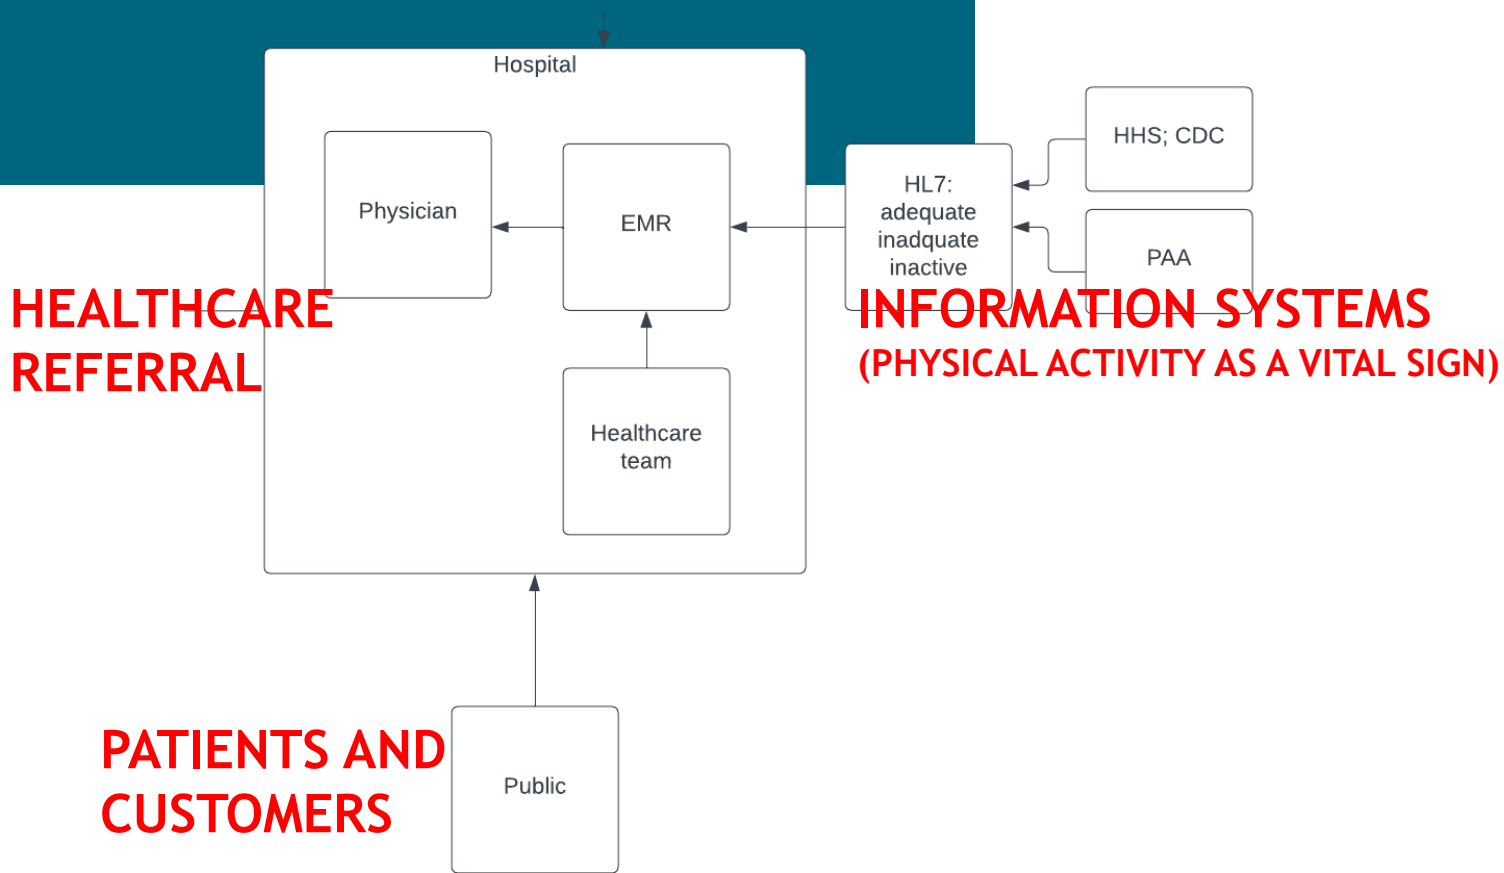 Hospital
HHS; CDC
Physician
EMR
HL7:
adequate
inadquate
inactive
PAA
HEALTHCARE
REFERRAL
INFORMATION SYSTEMS
(PHYSICAL ACTIVITY AS A VITAL SIGN)
Healthcare
team
PATIENTS AND
CUSTOMERS
Public